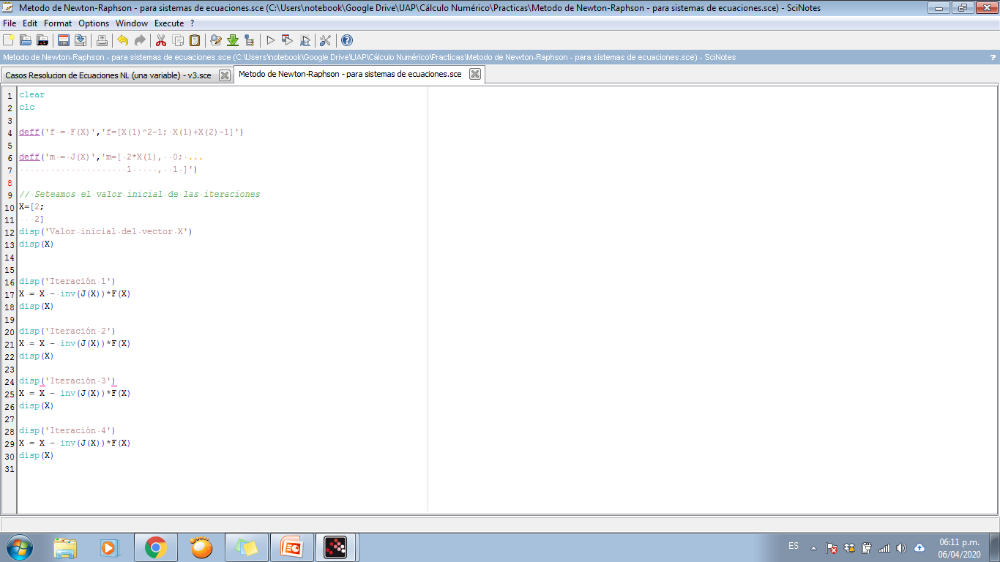 Metodo de Newton-Raphson - para sistemas de ecuaciones.sce (C:\Users\notebook\Google Drive\UAP\Cálculo Numérico\Practicas\Metodo de Newton-Raphson - para sistemas de ecuaciones.sce) - SciNotes
File Edit Format Options Window Execute ?
Metodo de Newton-Raphson - para sistemas de ecuaciones.sce (C:\Users\notebook\Google Drive\UAP\Cálculo Numérico\Practicas\Metodo de Newton-Raphson - para sistemas de ecuaciones.sce) - SciNotes ?
Casos Resolucion de Ecuaciones NL (una variable) - v3.sce Metodo de Newton-Raphson - para sistemas de ecuaciones.sce
1 clear
2 clc
3
4 deff('f = F(X)','f=[X(1)^2-1; X(1)+X(2)-1]')
5
6 deff('m = J(X)','m=[ 2*X(1),  0; ...
7                     1     ,  1 ]')
8
9 // Seteamos el valor inicial de las iteraciones
10 X=[2;
11    2]
12 disp('Valor inicial del vector X')
13 disp(X)
14
15
16 disp('Iteración 1')
17 X = X - inv(J(X))*F(X)
18 disp(X)
19
20 disp('Iteración 2')
21 X = X - inv(J(X))*F(X)
22 disp(X)
23
24 disp('Iteración 3')
25 X = X - inv(J(X))*F(X)
26 disp(X)
27
28 disp('Iteración 4')
29 X = X - inv(J(X))*F(X)
30 disp(X)
31
ES
06:11 p.m.
06/04/2020